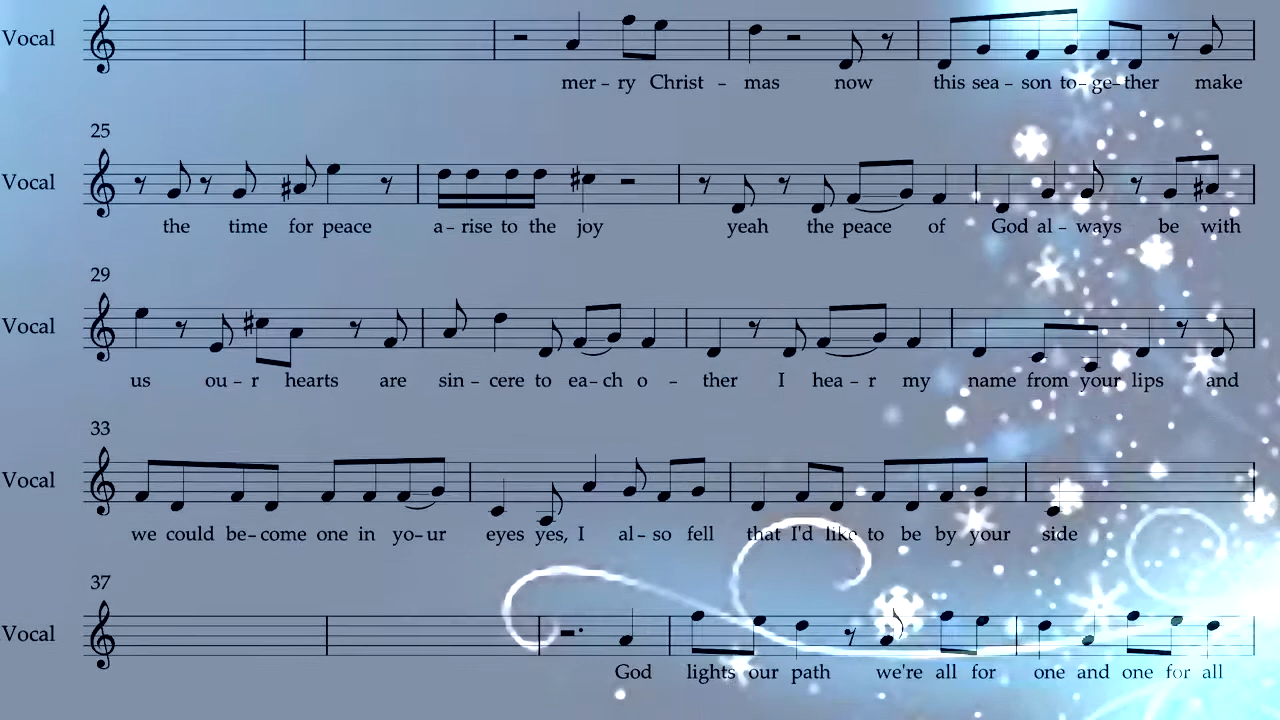 Vocal
mer – ry Christ – mas now this sea – son to – ge – ther make
25
Vocal
the time for peace a – rise to the joy yeah the peace of God al – ways be with
29
Vocal
us ou – r hearts are sin – cere to ea – ch o – ther I hea – r my name from your lips and
33
Vocal
we could be – come one in yo – ur eyes yes, I al – so fell that I'd like to be by your side
37
Vocal
God lights our path we're all for one and one for all